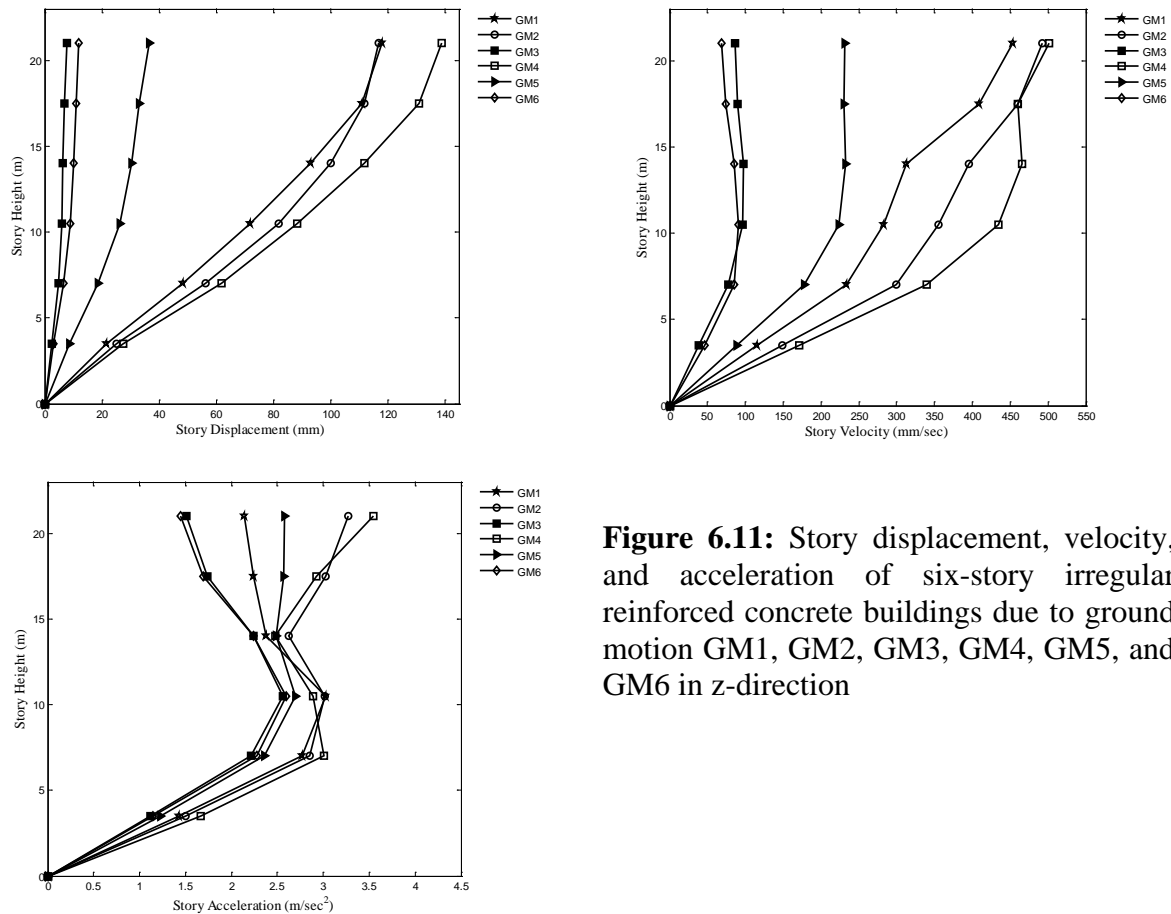 GM1
GM2
GM3
GM4
GM5
GM6
20
15
10
5
0
Story Height (m)
0 20 40 60 80 100 120 140
Story Displacement (mm)
GM1
GM2
GM3
GM4
GM5
GM6
20
15
10
5
0
Story Height (m)
0 50 100 150 200 250 300 350 400 450 500 550
Story Velocity (mm/sec)
GM1
GM2
GM3
GM4
GM5
GM6
20
15
10
5
0
Story Height (m)
0 0.5 1 1.5 2 2.5 3 3.5 4 4.5
Story Acceleration (m/sec²)
Figure 6.11: Story displacement, velocity,
and acceleration of six-story irregular
reinforced concrete buildings due to ground
motion GM1, GM2, GM3, GM4, GM5, and
GM6 in z-direction